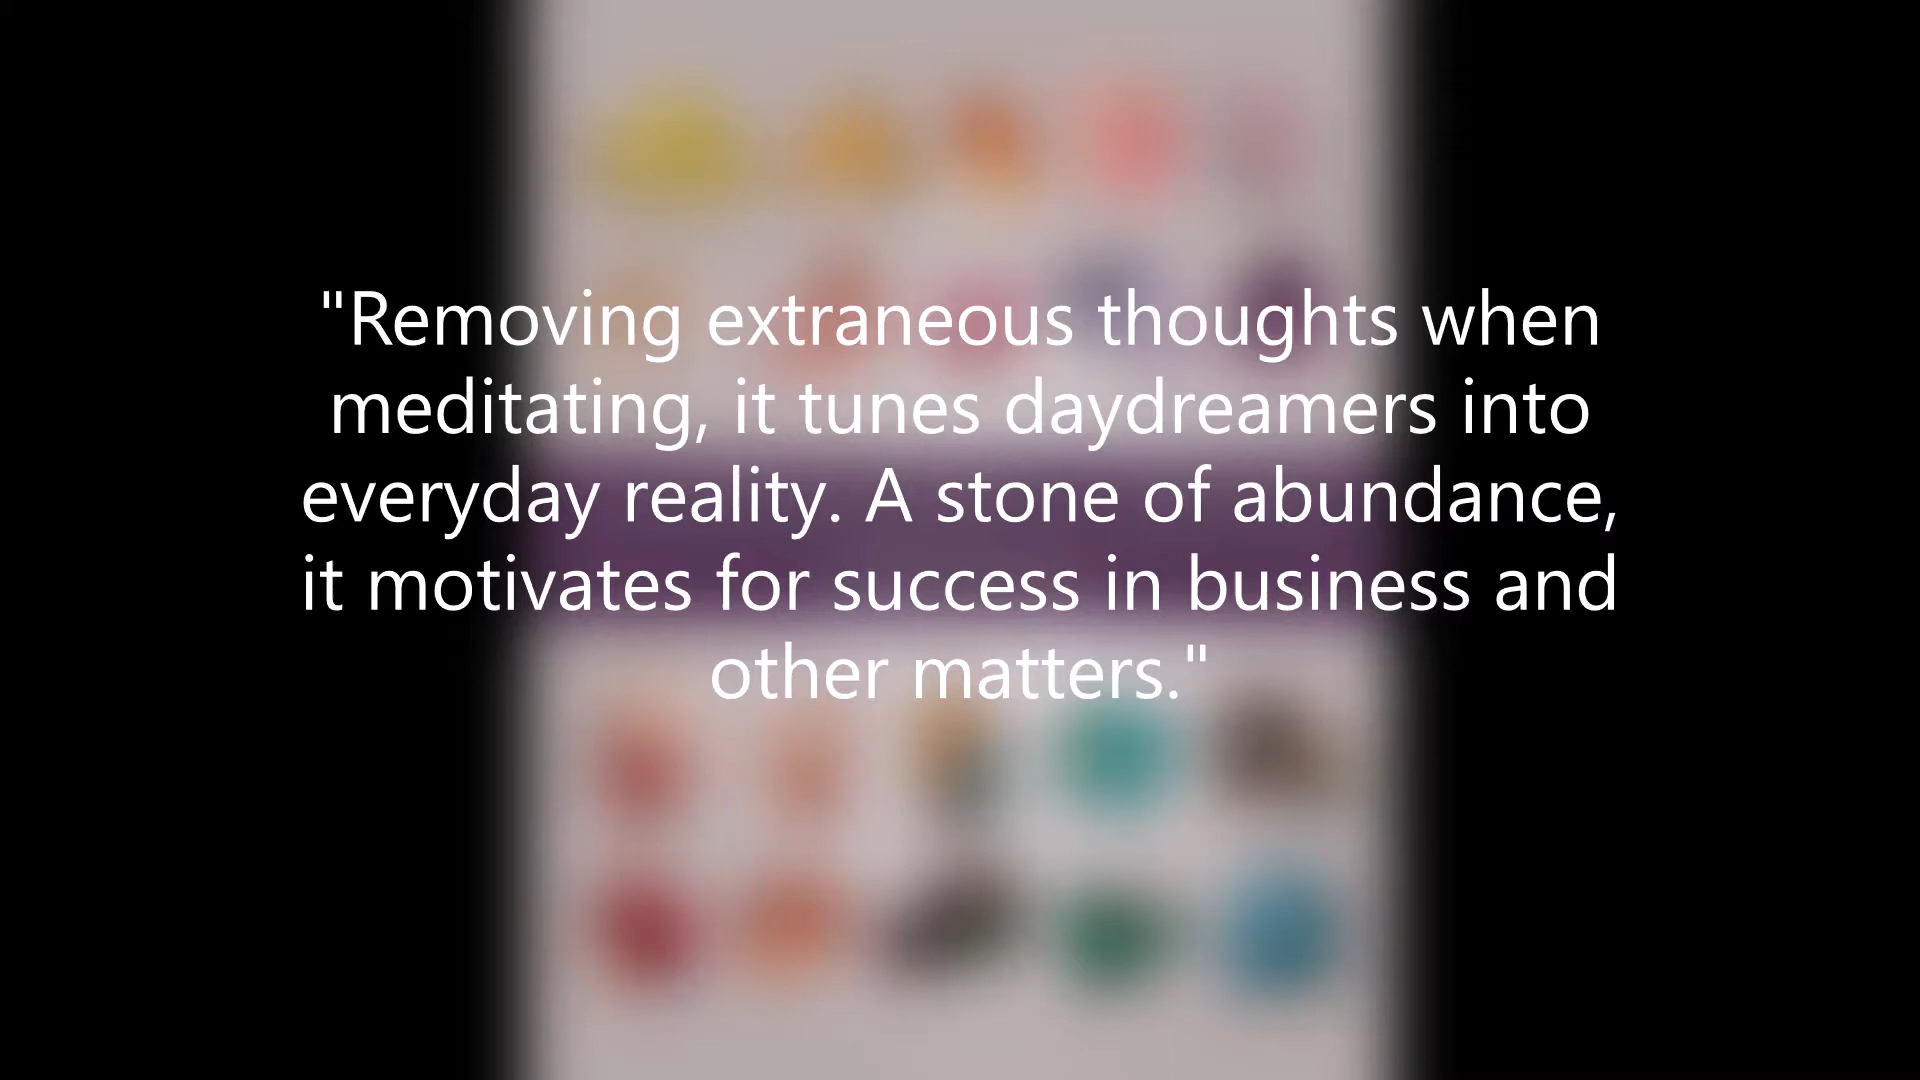 "Removing extraneous thoughts when
meditating, it tunes daydreamers into
everyday reality. A stone of abundance,
it motivates for success in business and
other matters."